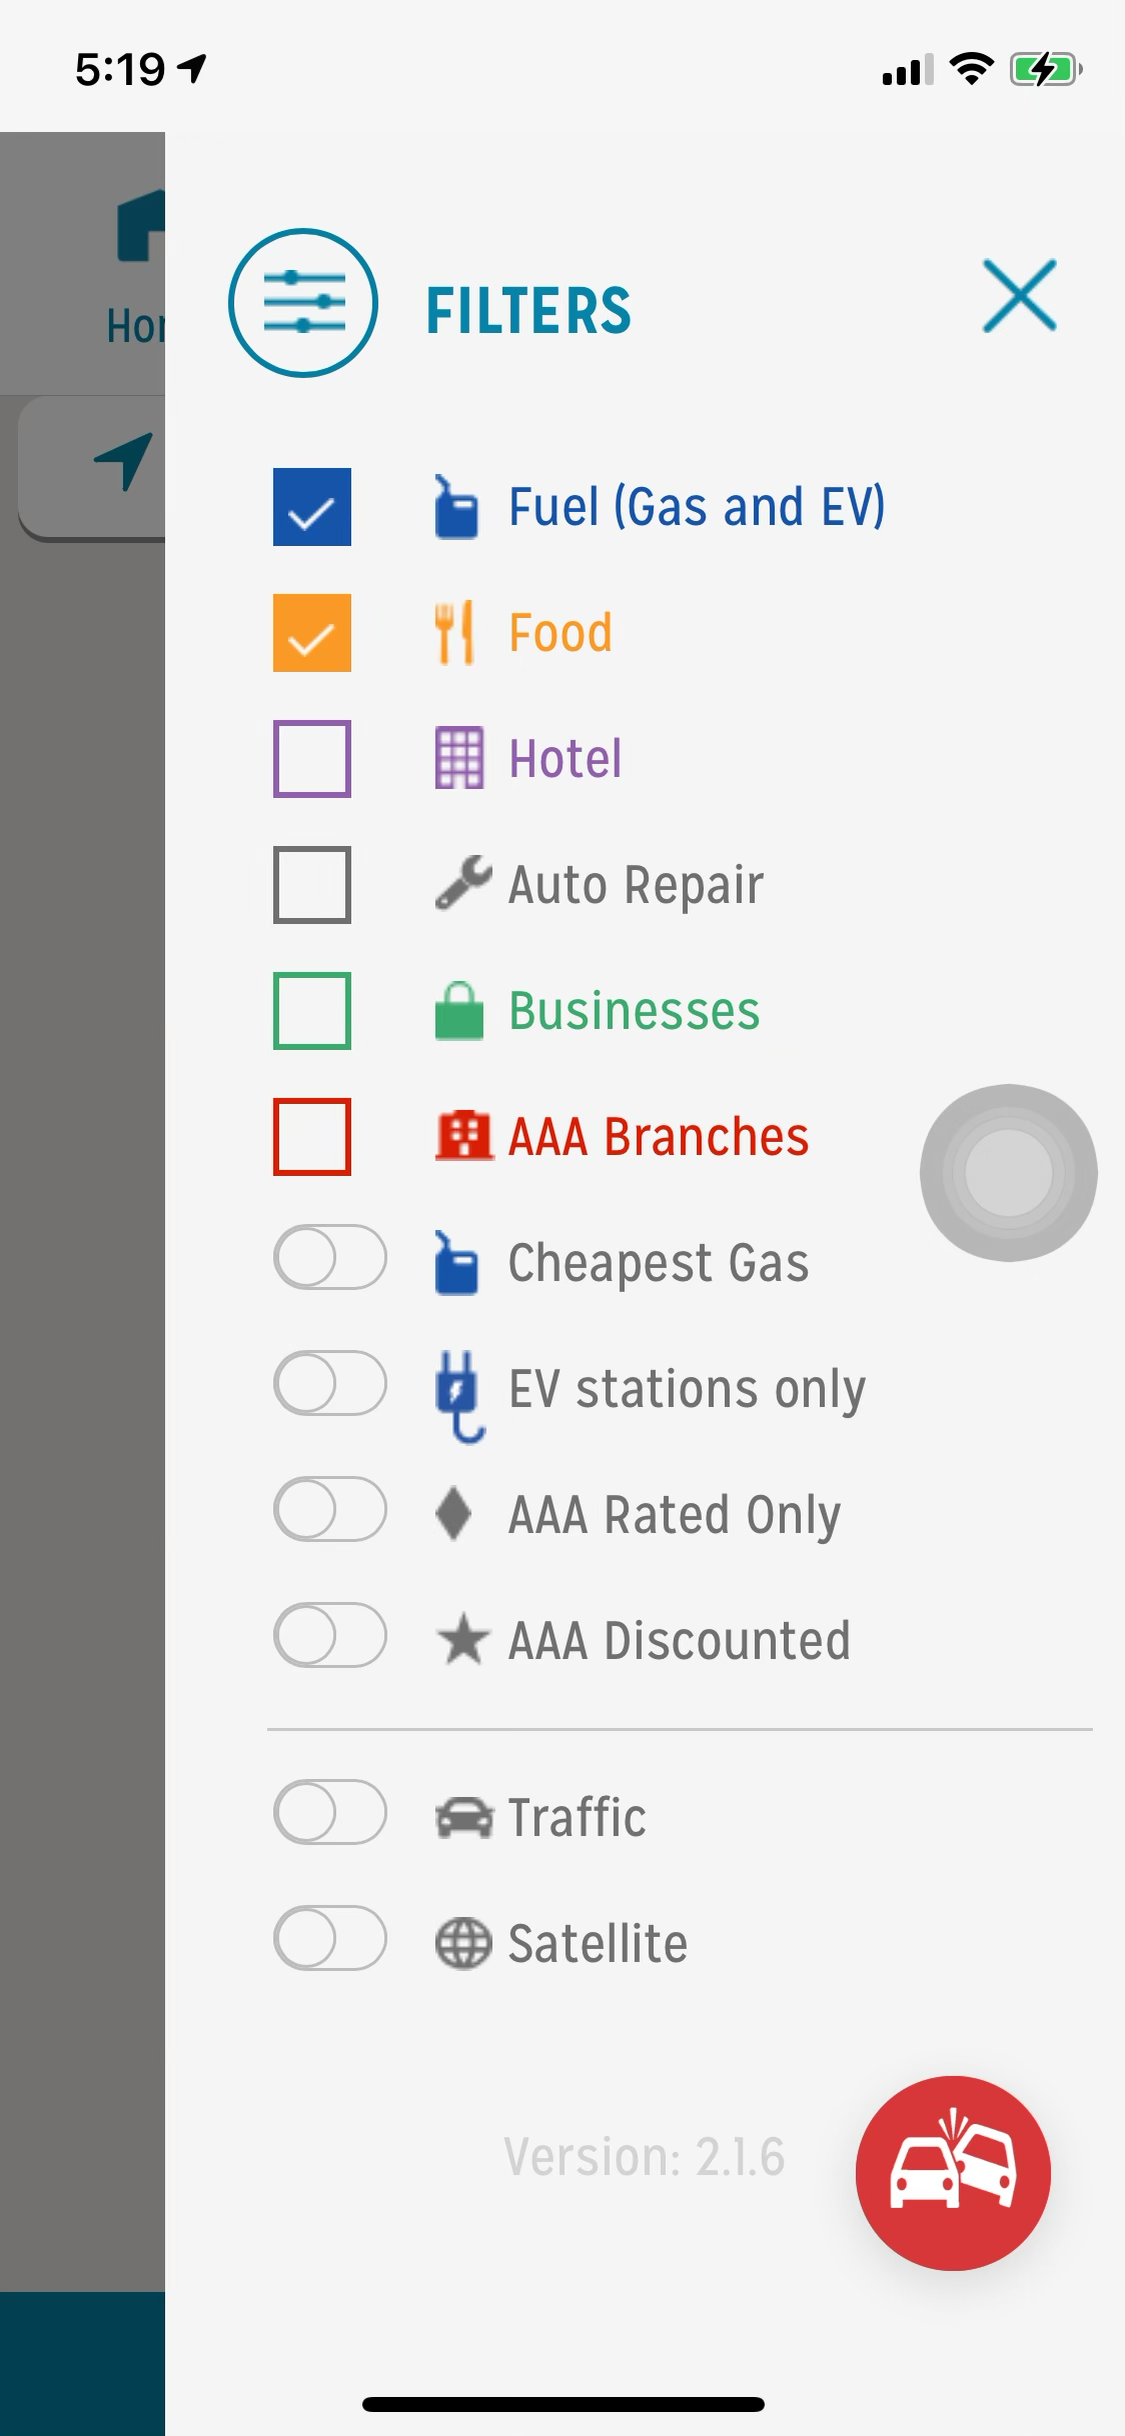 5:19
Hor
FILTERS
Fuel (Gas and EV)
Food
Hotel
Auto Repair
Businesses
AAA Branches
Cheapest Gas
EV stations only
AAA Rated Only
AAA Discounted
Traffic
Satellite
Version: 2.1.6